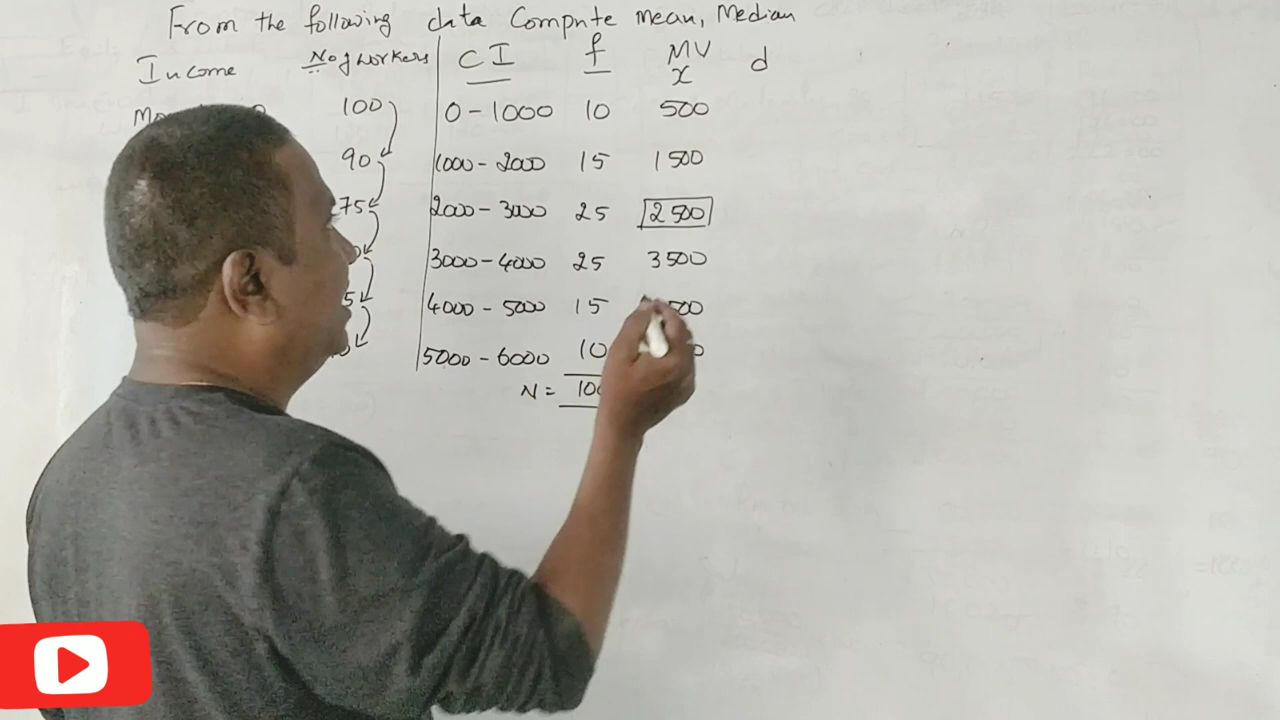 From the following data Compute Mean, Median
Income No of workers C I f MV d
x
100 0 - 1000 10 500
90 1000 - 2000 15 1500
75 2000 - 3000 25 2500
3000 - 4000 25 3500
4000 - 5000 15
5000 - 6000 10
N =